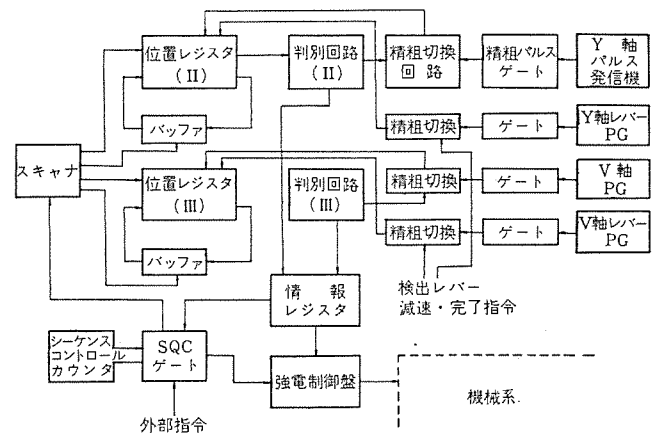 位置レジスタ
(II)
判別回路
(II)
精粗切換
回路
精粗パルス
ゲート
Y 軸
パルス
発信機
バッファ
精粗切換
ゲート
Y軸レバー
PG
スキャナ
位置レジスタ
(III)
判別回路
(III)
精粗切換
ゲート
V 軸
PG
バッファ
精粗切換
ゲート
V軸レバー
PG
情報
レジスタ
検出レバー
減速・完了指令
シーケンス
コントロール
カウンタ
SQC
ゲート
強電制御盤
機械系
外部指令